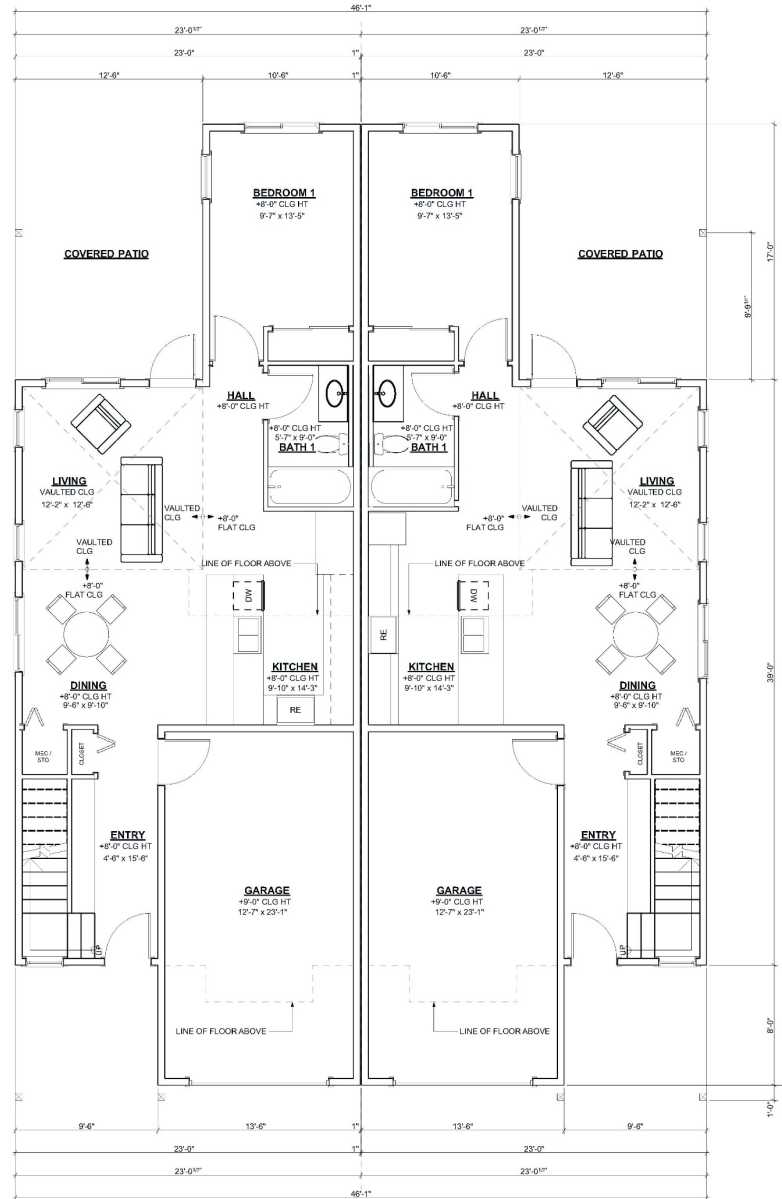 46'-1"
23'-0 1/2" 23'-0 1/2"
23'-0" 1" 23'-0"
12'-6" 10'-6" 1" 10'-6" 12'-6"
BEDROOM 1
+8'-0" CLG HT
9'-7" x 13'-5"
BEDROOM 1
+8'-0" CLG HT
9'-7" x 13'-5"
COVERED PATIO
COVERED PATIO
17'-0"
9'-9 1/2"
HALL
+8'-0" CLG HT
HALL
+8'-0" CLG HT
+8'-0" CLG HT
5'-7" x 9'-0"
BATH 1
+8'-0" CLG HT
5'-7" x 9'-0"
BATH 1
LIVING
VAULTED CLG
12'-2" x 12'-6"
LIVING
VAULTED CLG
12'-2" x 12'-6"
VAULTED
CLG
+8'-0"
FLAT CLG
+8'-0"
FLAT CLG
VAULTED
CLG
VAULTED
CLG
+8'-0"
FLAT CLG
VAULTED
CLG
+8'-0"
FLAT CLG
LINE OF FLOOR ABOVE
LINE OF FLOOR ABOVE
DW
DW
RE
KITCHEN
+8'-0" CLG HT
9'-10" x 14'-3"
KITCHEN
+8'-0" CLG HT
9'-10" x 14'-3"
RE
39'-0"
DINING
+8'-0" CLG HT
9'-6" x 9'-10"
DINING
+8'-0" CLG HT
9'-6" x 9'-10"
MEC /
STO
CLOSET
CLOSET
MEC /
STO
ENTRY
+8'-0" CLG HT
4'-6" x 15'-6"
ENTRY
+8'-0" CLG HT
4'-6" x 15'-6"
GARAGE
+9'-0" CLG HT
12'-7" x 23'-1"
GARAGE
+9'-0" CLG HT
12'-7" x 23'-1"
UP
UP
LINE OF FLOOR ABOVE
LINE OF FLOOR ABOVE
8'-0"
1'-0"
9'-6" 13'-6" 1" 13'-6" 9'-6"
23'-0" 1" 23'-0"
23'-0 1/2" 23'-0 1/2"
46'-1"